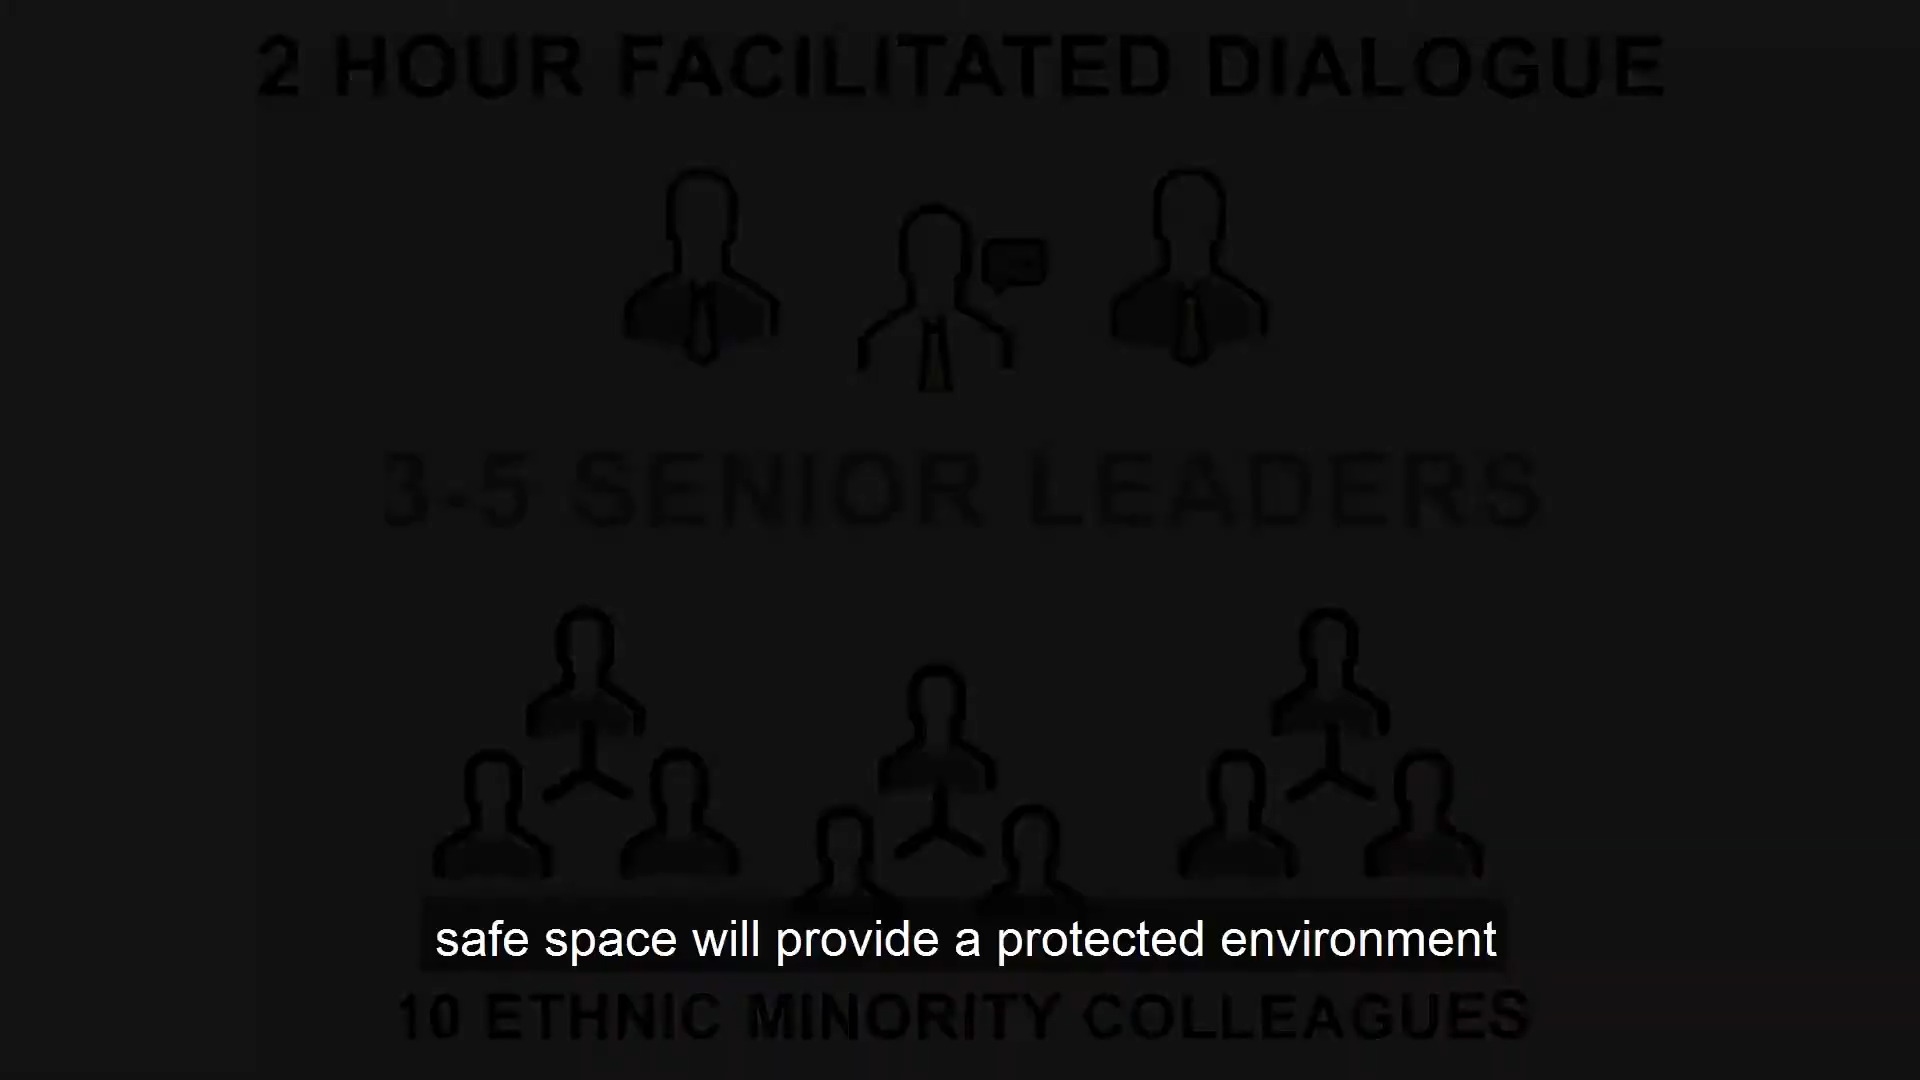 2 HOUR FACILITATED DIALOGUE
3-5 SENIOR LEADERS
safe space will provide a protected environment
10 ETHNIC MINORITY COLLEAGUES